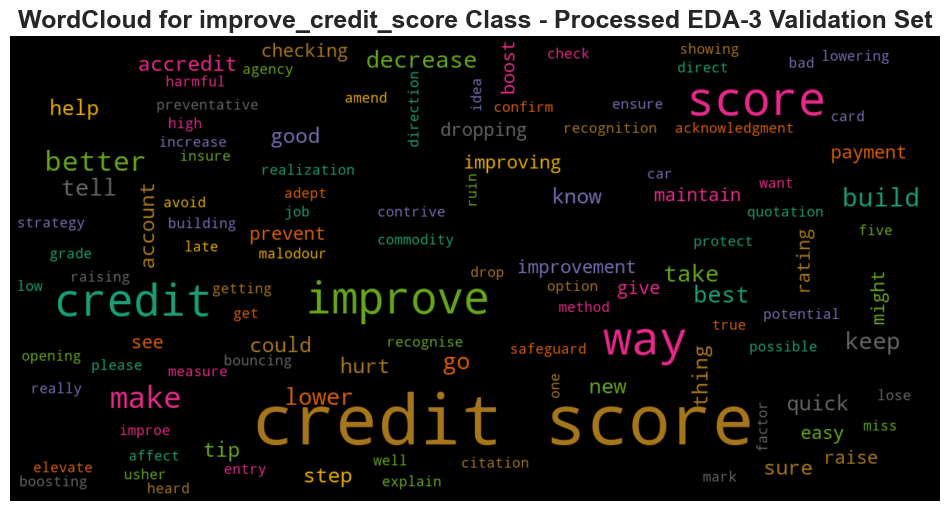 WordCloud for improve_credit_score Class - Processed EDA-3 Validation Set
checking
decrease
boost
check
showing
lowering
accredit
agency
harmful
direct
bad
idea
help
preventative
amend
direction
confirm
ensure
score
card
high
increase
good
dropping
recognition
acknowledgment
better
insure
realization
improving
payment
tell
account
avoid
adept
ruin
know
car
maintain
want
build
strategy
building
job
contrive
quotation
late
prevent
commodity
protect
five
grade
malodour
rating
low
raising
drop
improvement
take
credit
getting
improve
option
give
best
might
get
method
potential
true
opening
see
could
recognise
safeguard
way
possible
keep
please
measure
bouncing
hurt
go
thing
really
make
lower
one
new
quick
lose
credit score
factor
improe
tip
easy
miss
affect
elevate
usher
entry
step
well
citation
sure
raise
boosting
heard
explain
mark